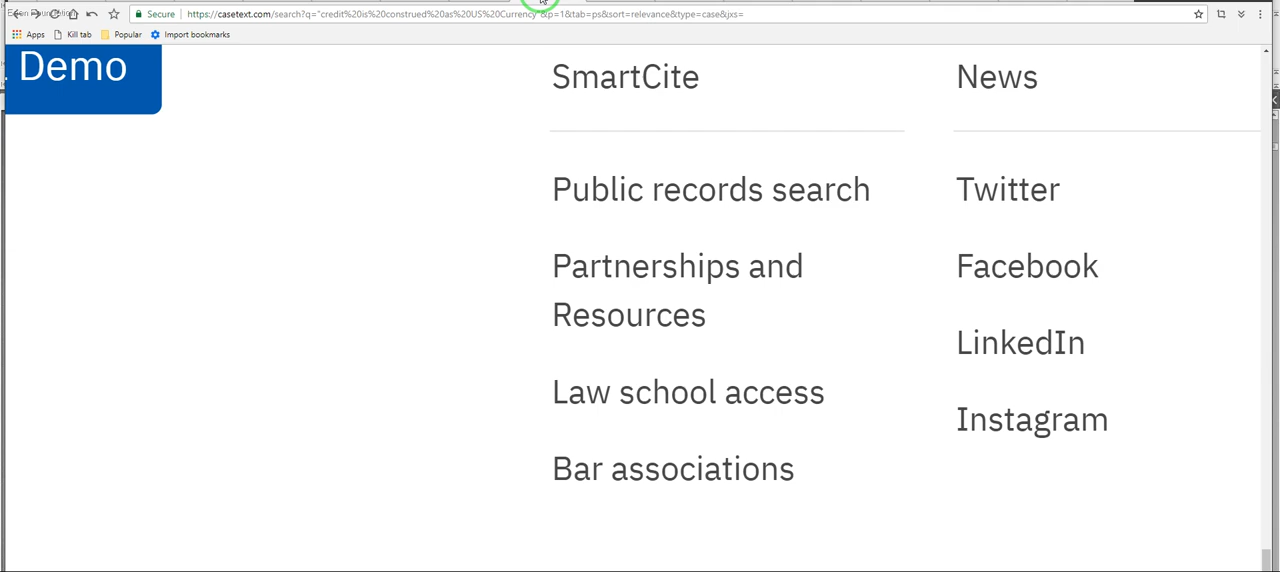 Secure
https://casetext.com/search?q="credit%20is%20construed%20as%20US%20Currency"&p=1&tab=ps&sort=relevance&type=case&jxs=
Apps
Kill tab
Popular
Import bookmarks
Demo
SmartCite
Public records search
Partnerships and
Resources
Law school access
Bar associations
News
Twitter
Facebook
LinkedIn
Instagram